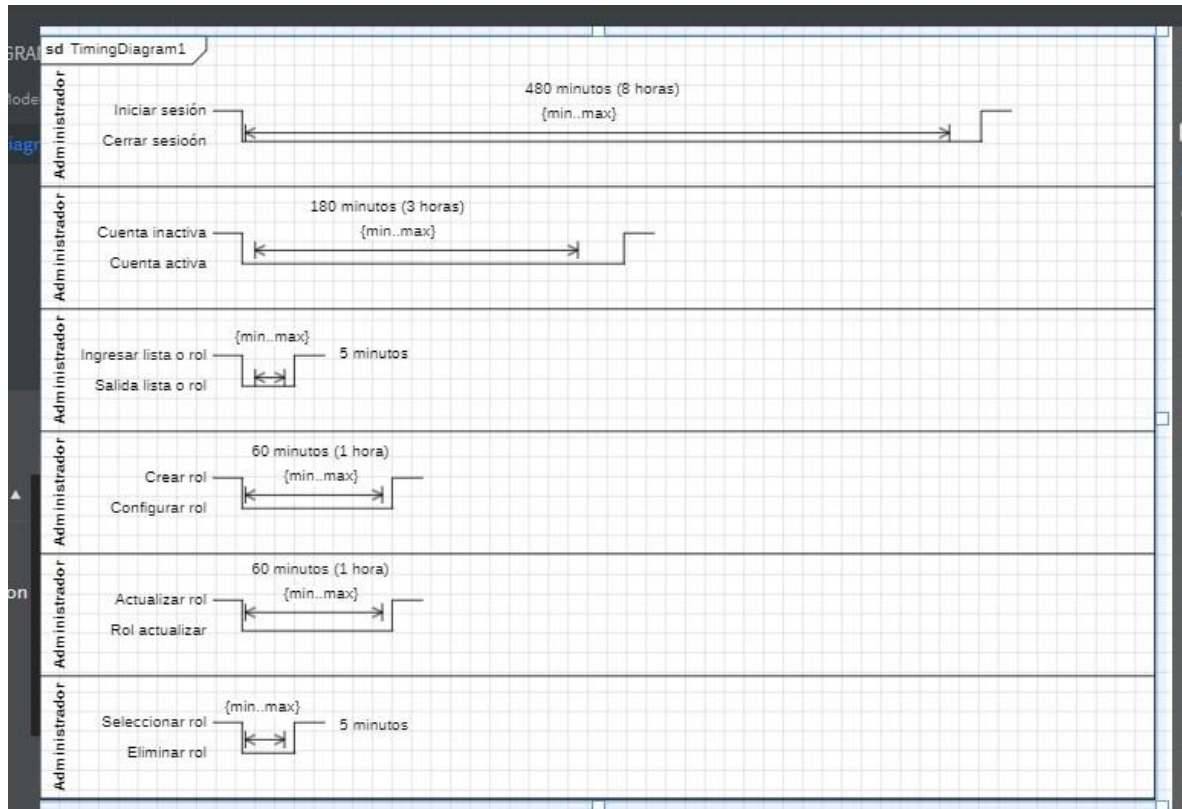 sd TimingDiagram1
Administrador
480 minutos (8 horas)
{min..max}
Iniciar sesión
Cerrar sesioón
Administrador
180 minutos (3 horas)
{min..max}
Cuenta inactiva
Cuenta activa
Administrador
{min..max}
Ingresar lista o rol
5 minutos
Salida lista o rol
Administrador
60 minutos (1 hora)
{min..max}
Crear rol
Configurar rol
Administrador
60 minutos (1 hora)
{min..max}
Actualizar rol
Rol actualizar
Administrador
{min..max}
Seleccionar rol
5 minutos
Eliminar rol
on